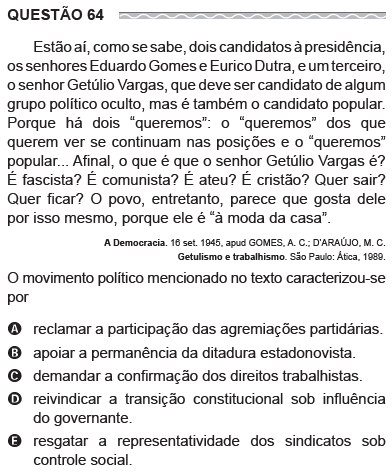 QUESTÃO 64
Estão aí, como se sabe, dois candidatos à presidência,
os senhores Eduardo Gomes e Eurico Dutra, e um terceiro,
o senhor Getúlio Vargas, que deve ser candidato de algum
grupo político oculto, mas é também o candidato popular.
Porque há dois “queremos”: o “queremos” dos que
querem ver se continuam nas posições e o “queremos”
popular... Afinal, o que é que o senhor Getúlio Vargas é?
É fascista? É comunista? É ateu? É cristão? Quer sair?
Quer ficar? O povo, entretanto, parece que gosta dele
por isso mesmo, porque ele é “à moda da casa”.
A Democracia. 16 set. 1945, apud GOMES, A. C.; D’ARAÚJO, M. C.
Getulismo e trabalhismo. São Paulo: Ática, 1989.
O movimento político mencionado no texto caracterizou-se
por
A reclamar a participação das agremiações partidárias.
B apoiar a permanência da ditadura estadonovista.
C demandar a confirmação dos direitos trabalhistas.
D reivindicar a transição constitucional sob influência
do governante.
E resgatar a representatividade dos sindicatos sob
controle social.